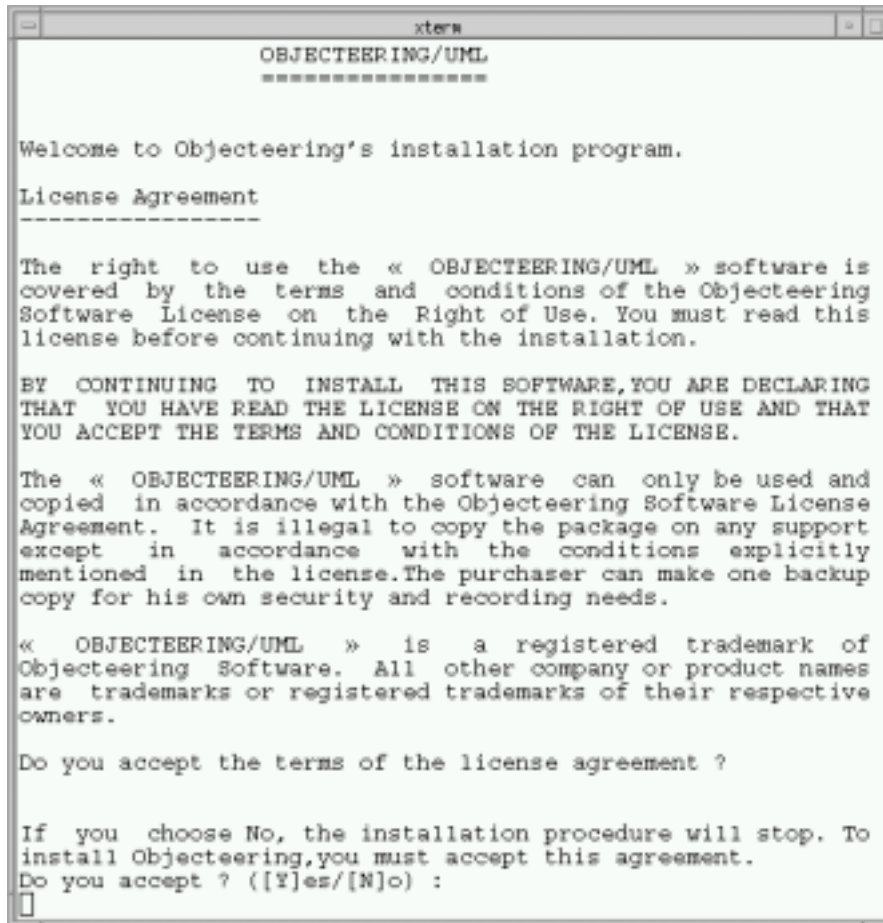 xterm
OBJECTEERING/UML
================
Welcome to Objecteering's installation program.
License Agreement
-----------------
The right to use the « OBJECTEERING/UML » software is
covered by the terms and conditions of the Objecteering
Software License on the Right of Use. You must read this
license before continuing with the installation.
BY CONTINUING TO INSTALL THIS SOFTWARE,YOU ARE DECLARING
THAT YOU HAVE READ THE LICENSE ON THE RIGHT OF USE AND THAT
YOU ACCEPT THE TERMS AND CONDITIONS OF THE LICENSE.
The « OBJECTEERING/UML » software can only be used and
copied in accordance with the Objecteering Software License
Agreement. It is illegal to copy the package on any support
except in accordance with the conditions explicitly
mentioned in the license.The purchaser can make one backup
copy for his own security and recording needs.
« OBJECTEERING/UML » is a registered trademark of
Objecteering Software. All other company or product names
are trademarks or registered trademarks of their respective
owners.
Do you accept the terms of the license agreement ?
If you choose No, the installation procedure will stop. To
install Objecteering,you must accept this agreement.
Do you accept ? ([Y]es/[N]o) :